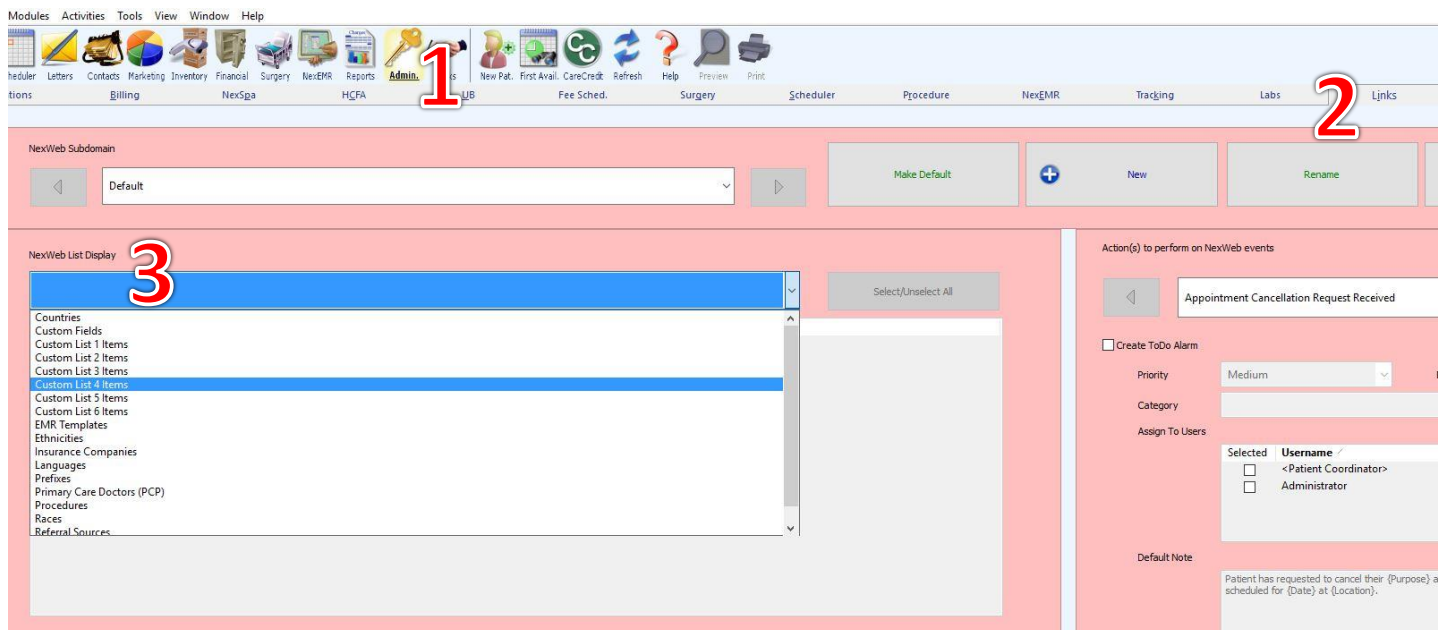 Modules Activities Tools View Window Help
heduler Letters Contacts Marketing Inventory Financial Surgery NexEMR Reports Admin. ks New Pat. First Avail. CareCredit Refresh Help Preview Print
1
tions Billing NexSpa HCFA UB Fee Sched. Surgery Scheduler Procedure NexEMR Tracking Labs Links
2
NexWeb Subdomain
Default
Make Default
New
Rename
NexWeb List Display
3
Select/Unselect All
Countries
Custom Fields
Custom List 1 Items
Custom List 2 Items
Custom List 3 Items
Custom List 4 Items
Custom List 5 Items
Custom List 6 Items
EMR Templates
Ethnicities
Insurance Companies
Languages
Prefixes
Primary Care Doctors (PCP)
Procedures
Races
Referral Sources
Action(s) to perform on NexWeb events
Appointment Cancellation Request Received
Create ToDo Alarm
Priority Medium
Category
Assign To Users
Selected Username
<Patient Coordinator>
Administrator
Default Note
Patient has requested to cancel their {Purpose} a
scheduled for {Date} at {Location}.